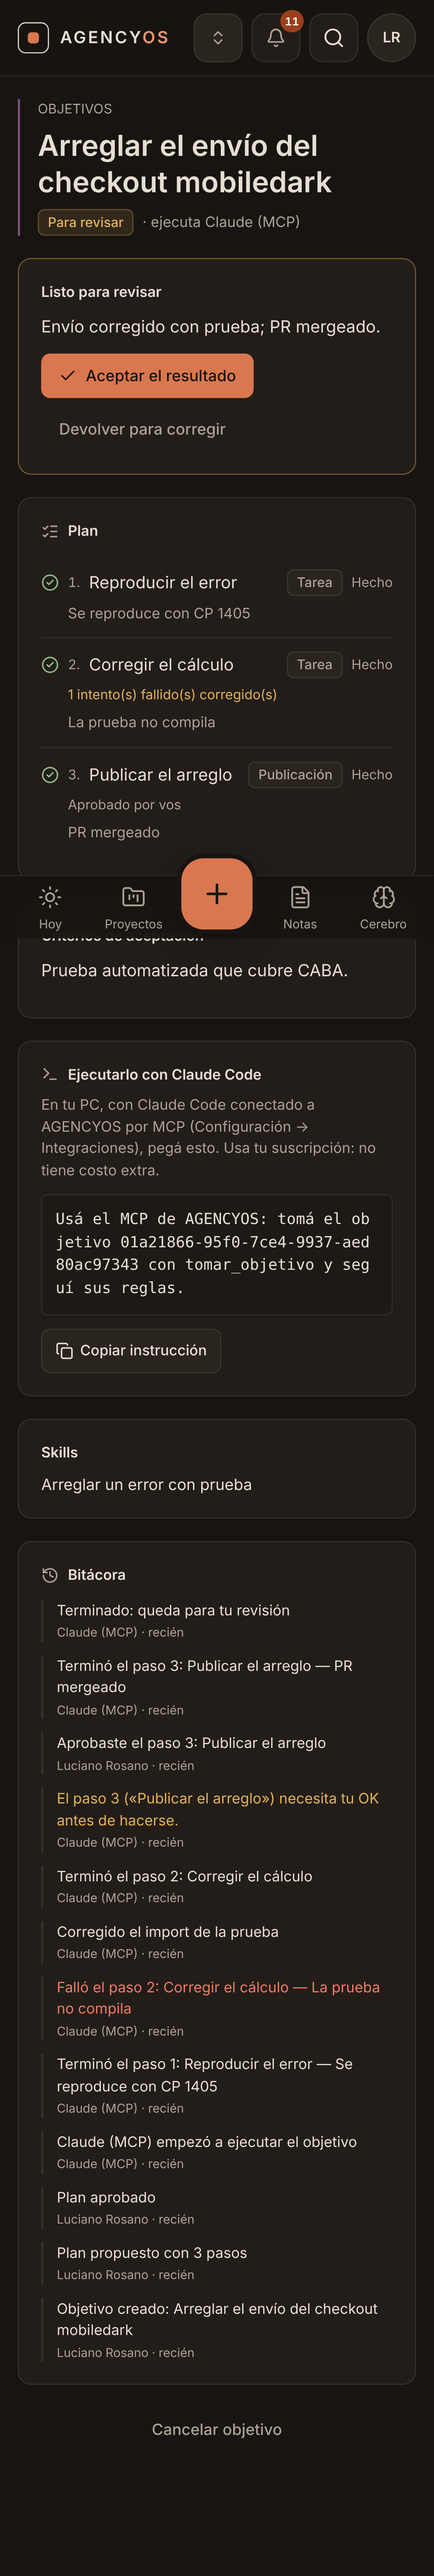 AGENCYOS
11
LR
OBJETIVOS
Arreglar el envío del
checkout mobiledark
Para revisar · ejecuta Claude (MCP)
Listo para revisar
Envío corregido con prueba; PR mergeado.
Aceptar el resultado
Devolver para corregir
Plan
1. Reproducir el error Tarea Hecho
Se reproduce con CP 1405
2. Corregir el cálculo Tarea Hecho
1 intento(s) fallido(s) corregido(s)
La prueba no compila
3. Publicar el arreglo Publicación Hecho
Aprobado por vos
PR mergeado
Hoy Proyectos Notas Cerebro
Criterios de aceptación
Prueba automatizada que cubre CABA.
Ejecutarlo con Claude Code
En tu PC, con Claude Code conectado a
AGENCYOS por MCP (Configuración →
Integraciones), pegá esto. Usa tu suscripción: no
tiene costo extra.
Usá el MCP de AGENCYOS: tomá el ob
jetivo 01a21866-95f0-7ce4-9937-aed
80ac97343 con tomar_objetivo y seg
uí sus reglas.
Copiar instrucción
Skills
Arreglar un error con prueba
Bitácora
Terminado: queda para tu revisión
Claude (MCP) · recién
Terminó el paso 3: Publicar el arreglo — PR
mergeado
Claude (MCP) · recién
Aprobaste el paso 3: Publicar el arreglo
Luciano Rosano · recién
El paso 3 («Publicar el arreglo») necesita tu OK
antes de hacerse.
Claude (MCP) · recién
Terminó el paso 2: Corregir el cálculo
Claude (MCP) · recién
Corregido el import de la prueba
Claude (MCP) · recién
Falló el paso 2: Corregir el cálculo — La prueba
no compila
Claude (MCP) · recién
Terminó el paso 1: Reproducir el error — Se
reproduce con CP 1405
Claude (MCP) · recién
Claude (MCP) empezó a ejecutar el objetivo
Claude (MCP) · recién
Plan aprobado
Luciano Rosano · recién
Plan propuesto con 3 pasos
Luciano Rosano · recién
Objetivo creado: Arreglar el envío del checkout
mobiledark
Luciano Rosano · recién
Cancelar objetivo